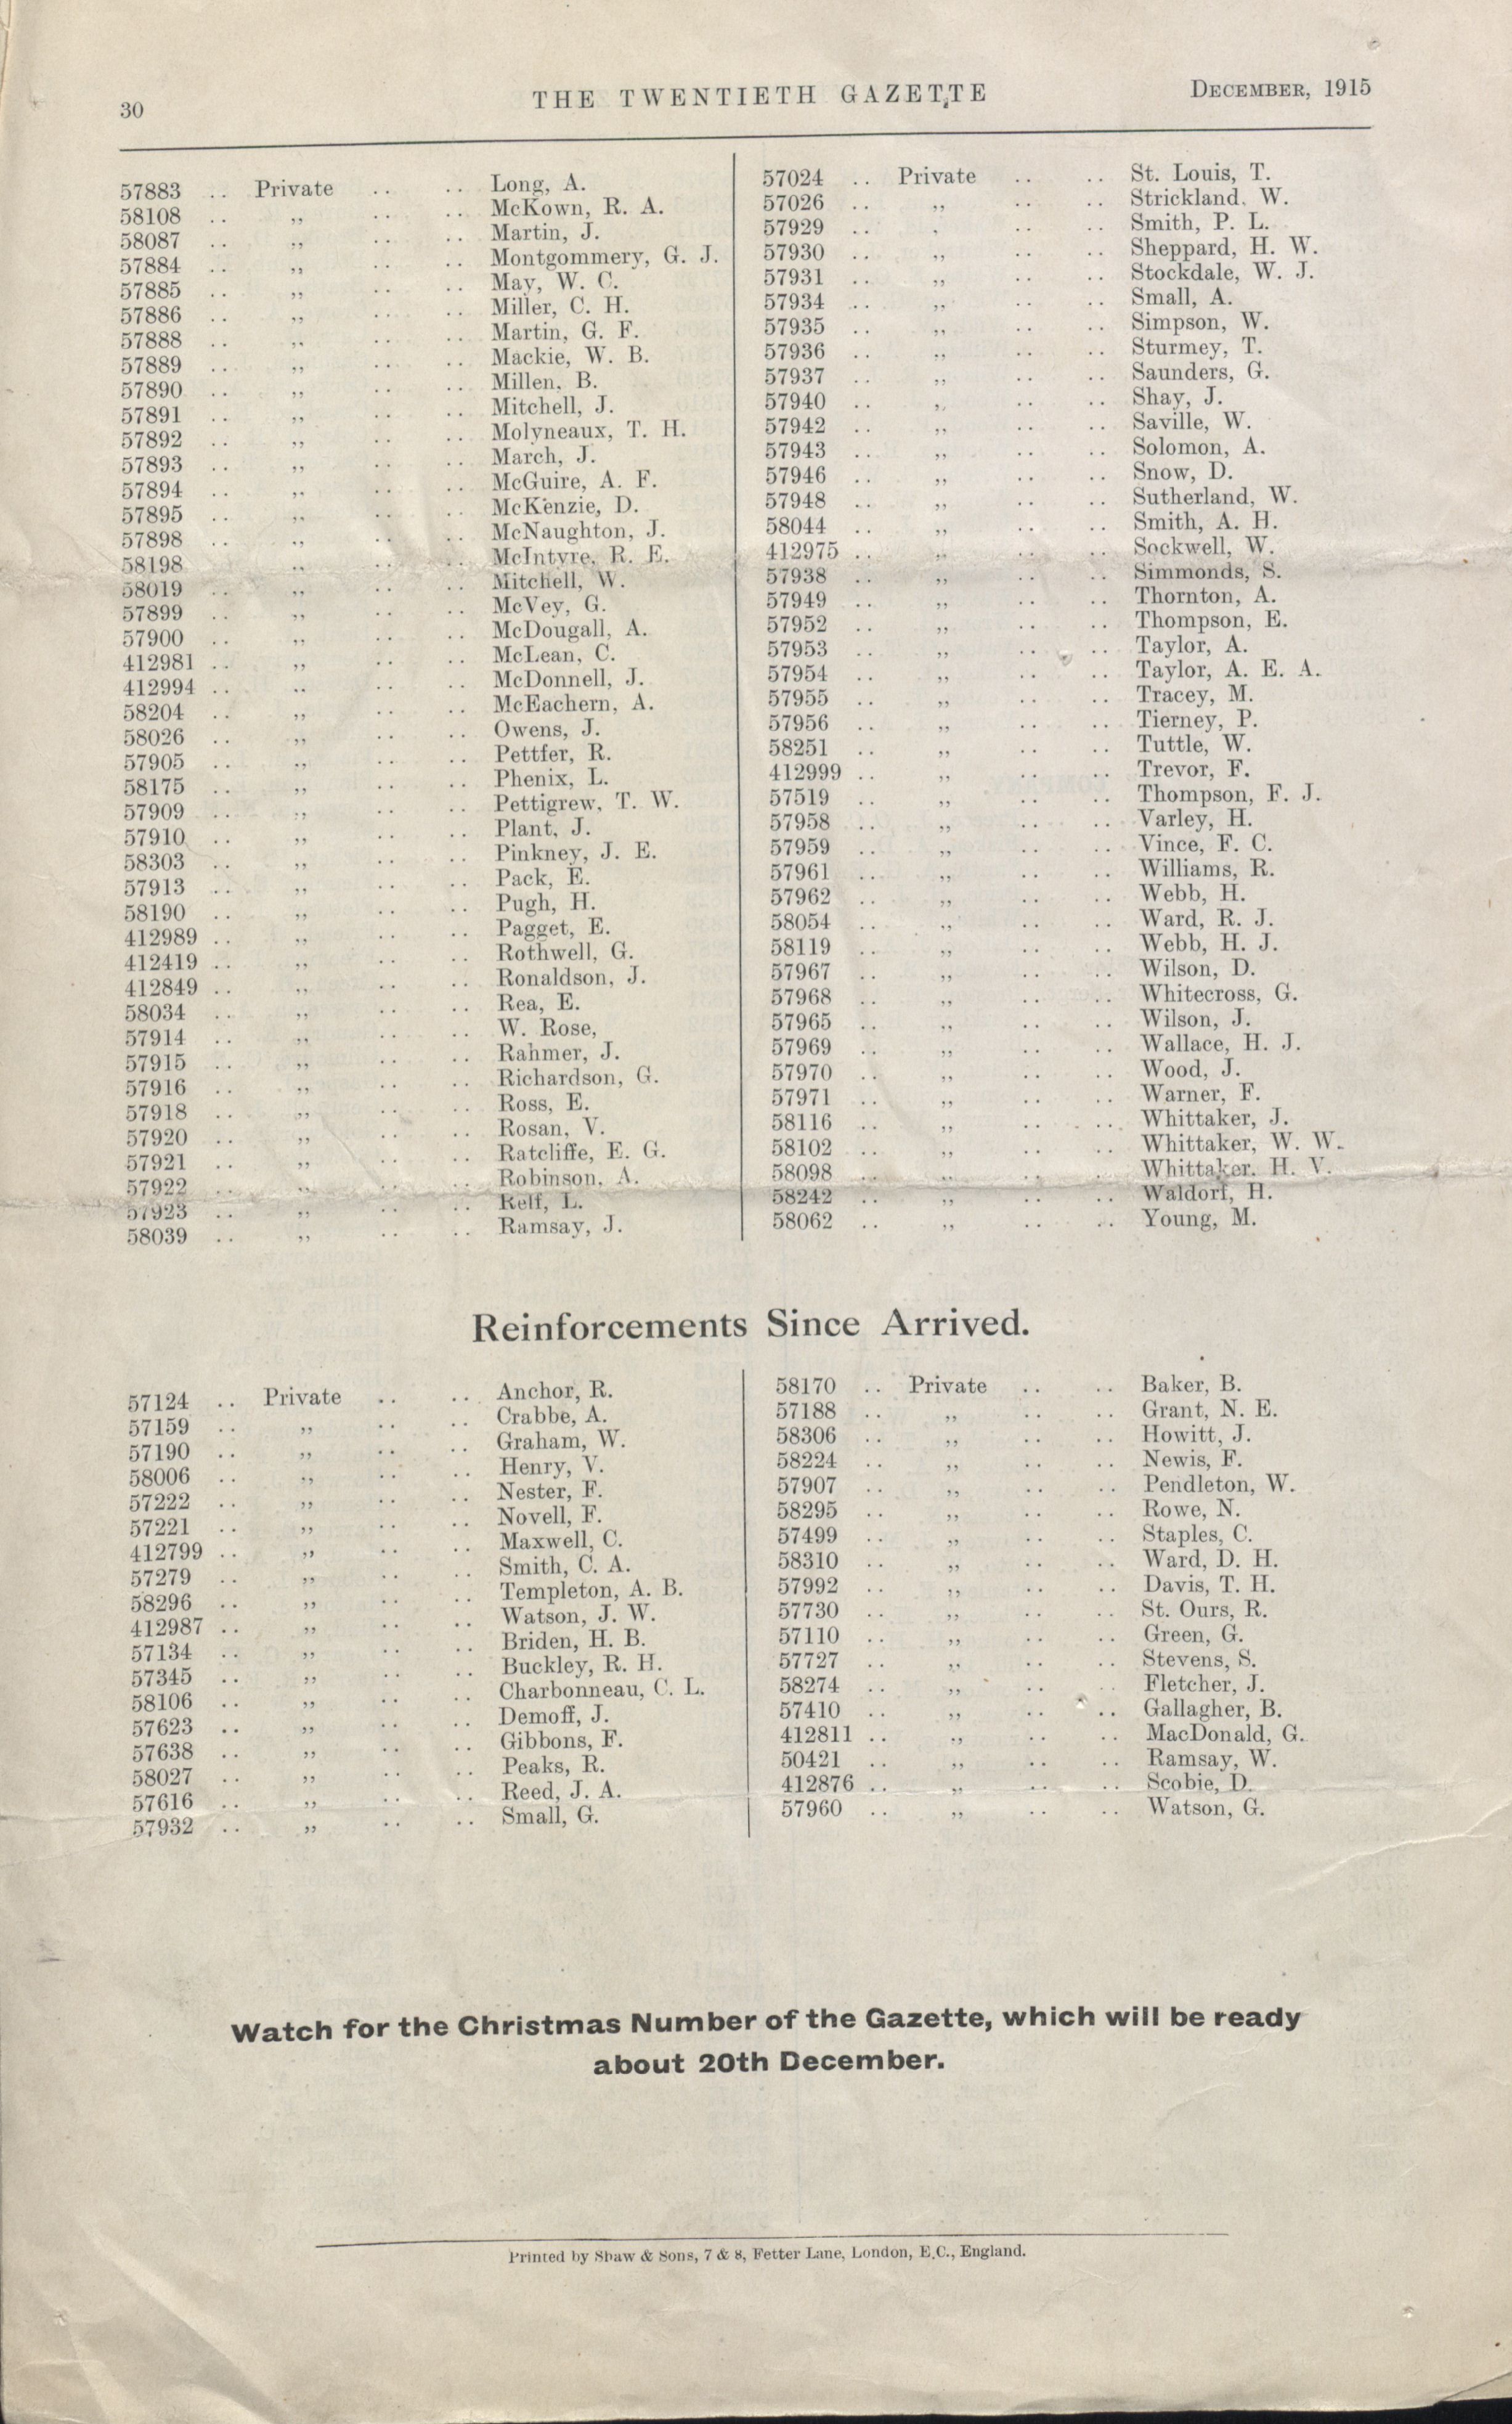 30
THE TWENTIETH GAZETTE
DECEMBER, 1915
57883 .. Private .. .. Long, A.
58108 .. ,, .. .. McKown, R. A.
58087 .. ,, .. .. Martin, J.
57884 .. ,, .. .. Montgommery, G. J.
57885 .. ,, .. .. May, W. C.
57886 .. ,, .. .. Miller, C. H.
57888 .. ,, .. .. Martin, G. F.
57889 .. ,, .. .. Mackie, W. B.
57890 .. ,, .. .. Millen, B.
57891 .. ,, .. .. Mitchell, J.
57892 .. ,, .. .. Molyneaux, T. H.
57893 .. ,, .. .. March, J.
57894 .. ,, .. .. McGuire, A. F.
57895 .. ,, .. .. McKenzie, D.
57898 .. ,, .. .. McNaughton, J.
58198 .. ,, .. .. McIntyre, R. E.
58019 .. ,, .. .. Mitchell, W.
57899 .. ,, .. .. McVey, G.
57900 .. ,, .. .. McDougall, A.
412981 .. ,, .. .. McLean, C.
412994 .. ,, .. .. McDonnell, J.
58204 .. ,, .. .. McEachern, A.
58026 .. ,, .. .. Owens, J.
57905 .. ,, .. .. Pettfer, R.
58175 .. ,, .. .. Phenix, L.
57909 .. ,, .. .. Pettigrew, T. W.
57910 .. ,, .. .. Plant, J.
58303 .. ,, .. .. Pinkney, J. E.
57913 .. ,, .. .. Pack, E.
58190 .. ,, .. .. Pugh, H.
412989 .. ,, .. .. Pagget, E.
412419 .. ,, .. .. Rothwell, G.
412849 .. ,, .. .. Ronaldson, J.
58034 .. ,, .. .. Rea, E.
57914 .. ,, .. .. W. Rose,
57915 .. ,, .. .. Rahmer, J.
57916 .. ,, .. .. Richardson, G.
57918 .. ,, .. .. Ross, E.
57920 .. ,, .. .. Rosan, V.
57921 .. ,, .. .. Ratcliffe, E. G.
57922 .. ,, .. .. Robinson, A.
57923 .. ,, .. .. Relf, L.
58039 .. ,, .. .. Ramsay, J.
57024 .. Private .. .. St. Louis, T.
57026 .. ,, .. .. Strickland, W.
57929 .. ,, .. .. Smith, P. L.
57930 .. ,, .. .. Sheppard, H. W.
57931 .. ,, .. .. Stockdale, W. J.
57934 .. ,, .. .. Small, A.
57935 .. ,, .. .. Simpson, W.
57936 .. ,, .. .. Sturmey, T.
57937 .. ,, .. .. Saunders, G.
57940 .. ,, .. .. Shay, J.
57942 .. ,, .. .. Saville, W.
57943 .. ,, .. .. Solomon, A.
57946 .. ,, .. .. Snow, D.
57948 .. ,, .. .. Sutherland, W.
58044 .. ,, .. .. Smith, A. H.
412975 .. ,, .. .. Sockwell, W.
57938 .. ,, .. .. Simmonds, S.
57949 .. ,, .. .. Thornton, A.
57952 .. ,, .. .. Thompson, E.
57953 .. ,, .. .. Taylor, A.
57954 .. ,, .. .. Taylor, A. E. A.
57955 .. ,, .. .. Tracey, M.
57956 .. ,, .. .. Tierney, P.
58251 .. ,, .. .. Tuttle, W.
412999 .. ,, .. .. Trevor, F.
57519 .. ,, .. .. Thompson, F. J.
57958 .. ,, .. .. Varley, H.
57959 .. ,, .. .. Vince, F. C.
57961 .. ,, .. .. Williams, R.
57962 .. ,, .. .. Webb, H.
58054 .. ,, .. .. Ward, R. J.
58119 .. ,, .. .. Webb, H. J.
57967 .. ,, .. .. Wilson, D.
57968 .. ,, .. .. Whitecross, G.
57965 .. ,, .. .. Wilson, J.
57969 .. ,, .. .. Wallace, H. J.
57970 .. ,, .. .. Wood, J.
57971 .. ,, .. .. Warner, F.
58116 .. ,, .. .. Whittaker, J.
58102 .. ,, .. .. Whittaker, W. W.
58098 .. ,, .. .. Whittaker, H. V.
58242 .. ,, .. .. Waldorf, H.
58062 .. ,, .. .. Young, M.
Reinforcements Since Arrived.
57124 .. Private .. .. Anchor, R.
57159 .. ,, .. .. Crabbe, A.
57190 .. ,, .. .. Graham, W.
58006 .. ,, .. .. Henry, V.
57222 .. ,, .. .. Nester, F.
57221 .. ,, .. .. Novell, F.
412799 .. ,, .. .. Maxwell, C.
57279 .. ,, .. .. Smith, C. A.
58296 .. ,, .. .. Templeton, A. B.
412987 .. ,, .. .. Watson, J. W.
57134 .. ,, .. .. Briden, H. B.
57345 .. ,, .. .. Buckley, R. H.
58106 .. ,, .. .. Charbonneau, C. L.
57623 .. ,, .. .. Demoff, J.
57638 .. ,, .. .. Gibbons, F.
58027 .. ,, .. .. Peaks, R.
57616 .. ,, .. .. Reed, J. A.
57932 .. ,, .. .. Small, G.
58170 .. Private .. .. Baker, B.
57188 .. ,, .. .. Grant, N. E.
58306 .. ,, .. .. Howitt, J.
58224 .. ,, .. .. Newis, F.
57907 .. ,, .. .. Pendleton, W.
58295 .. ,, .. .. Rowe, N.
57499 .. ,, .. .. Staples, C.
58310 .. ,, .. .. Ward, D. H.
57992 .. ,, .. .. Davis, T. H.
57730 .. ,, .. .. St. Ours, R.
57110 .. ,, .. .. Green, G.
57727 .. ,, .. .. Stevens, S.
58274 .. ,, .. .. Fletcher, J.
57410 .. ,, .. .. Gallagher, B.
412811 .. ,, .. .. MacDonald, G.
50421 .. ,, .. .. Ramsay, W.
412876 .. ,, .. .. Scobie, D.
57960 .. ,, .. .. Watson, G.
Watch for the Christmas Number of the Gazette, which will be ready
about 20th December.
Printed by Shaw & Sons, 7 & 8, Fetter Lane, London, E.C., England.